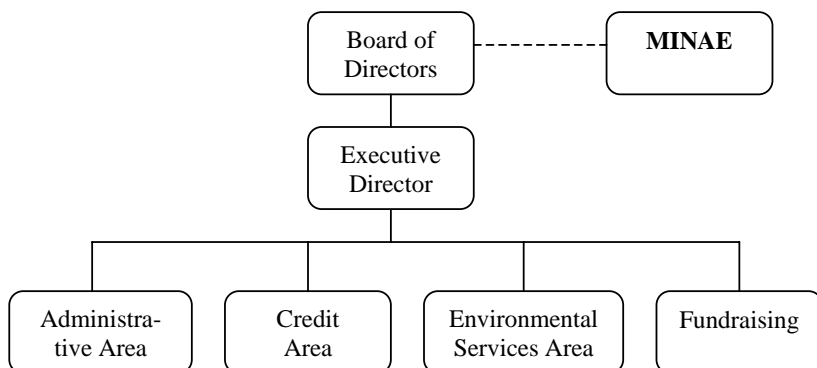 Board of
Directors
MINAE
Executive
Director
Administra-
tive Area
Credit
Area
Environmental
Services Area
Fundraising